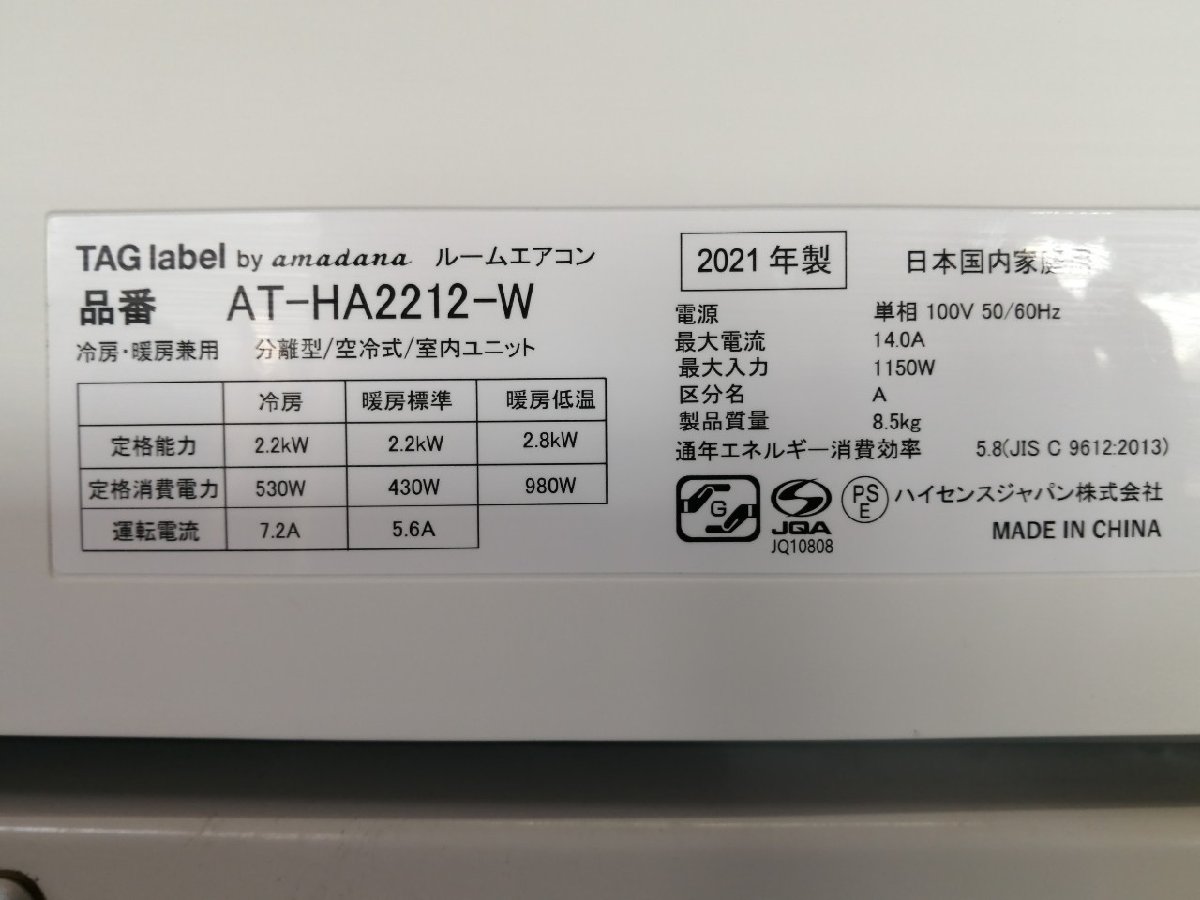 TAG label by amadana ルームエアコン
品番 AT-HA2212-W
冷房・暖房兼用 分離型/空冷式/室内ユニット
冷房 暖房標準 暖房低温
定格能力 2.2kW 2.2kW 2.8kW
定格消費電力 530W 430W 980W
運転電流 7.2A 5.6A
2021年製 日本国内家庭用
電源 単相 100V 50/60Hz
最大電流 14.0A
最大入力 1150W
区分名 A
製品質量 8.5kg
通年エネルギー消費効率 5.8(JIS C 9612:2013)
G JQA PSE ハイセンスジャパン株式会社
JQ10808 MADE IN CHINA